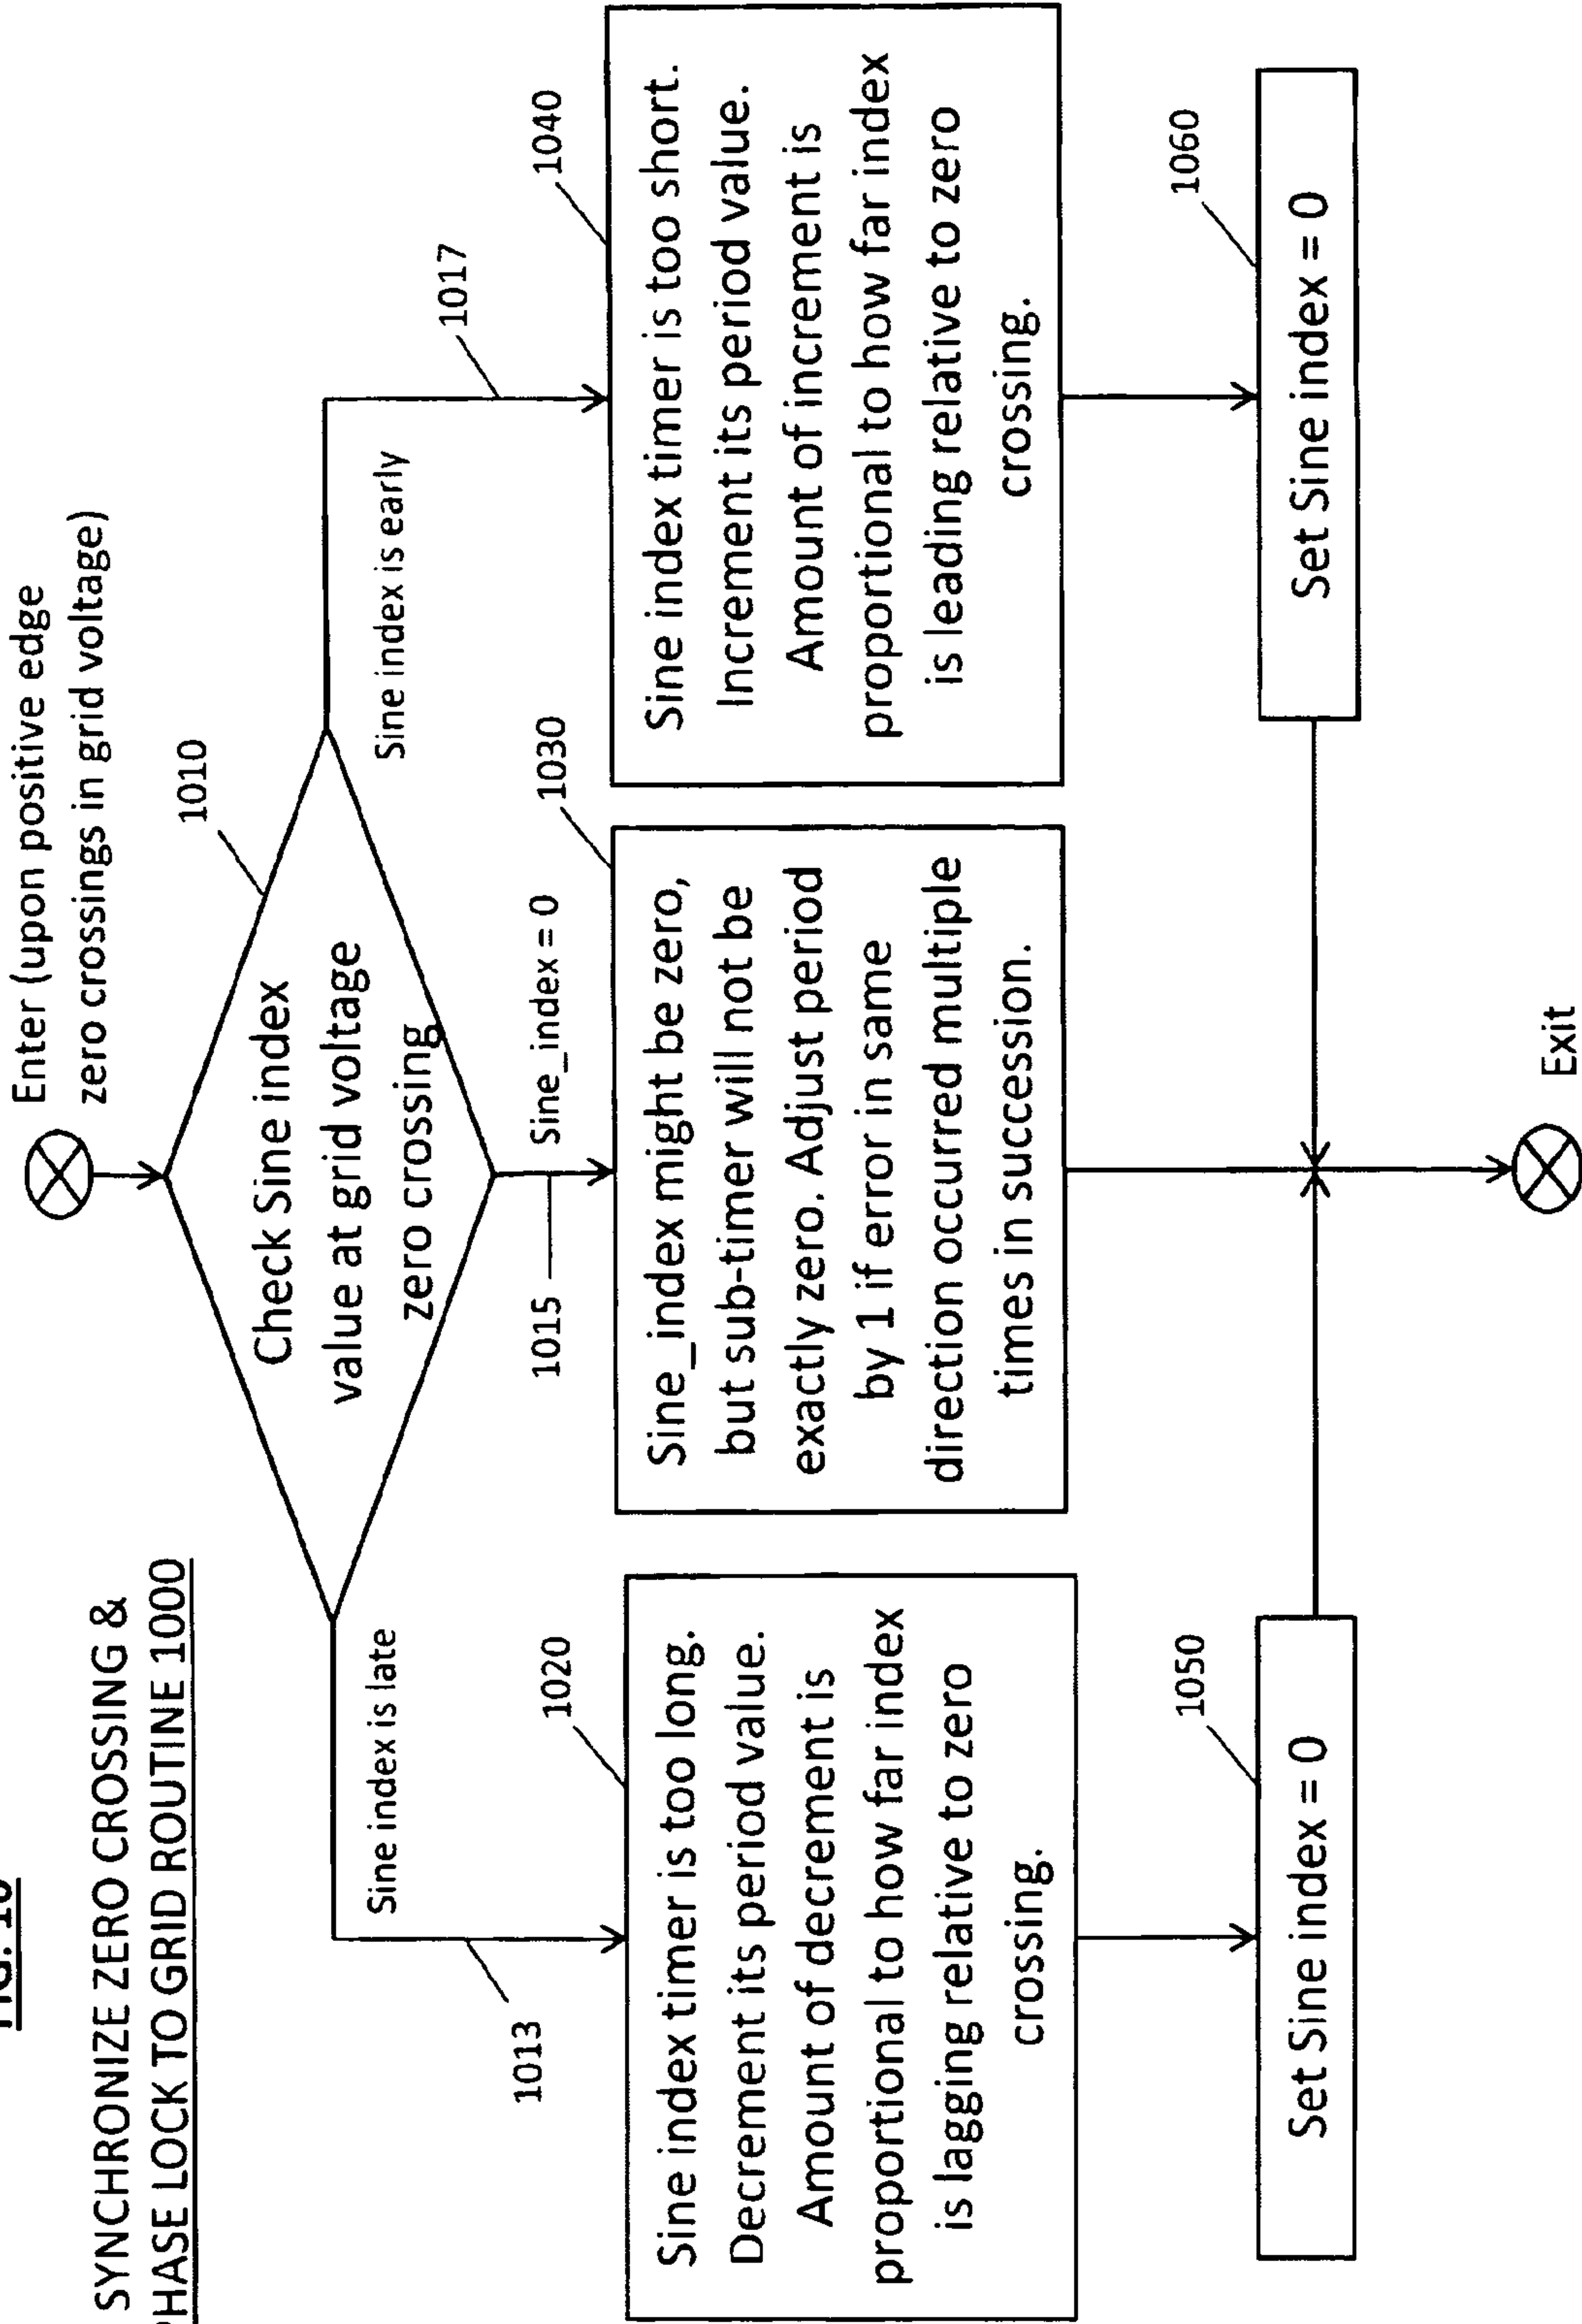 FIG. 10
SYNCHRONIZE ZERO CROSSING &
PHASE LOCK TO GRID ROUTINE 1000
Enter (upon positive edge
zero crossings in grid voltage)
1010
Check Sine index
value at grid voltage
zero crossing
Sine index is late
1013
1015
Sine_index = 0
Sine index is early
1017
1020
Sine index timer is too long.
Decrement its period value.
Amount of decrement is
proportional to how far index
is lagging relative to zero
crossing.
1030
Sine_index might be zero,
but sub-timer will not be
exactly zero. Adjust period
by 1 if error in same
direction occurred multiple
times in succession.
1040
Sine index timer is too short.
Increment its period value.
Amount of increment is
proportional to how far index
is leading relative to zero
crossing.
1050
Set Sine index = 0
1060
Set Sine index = 0
Exit